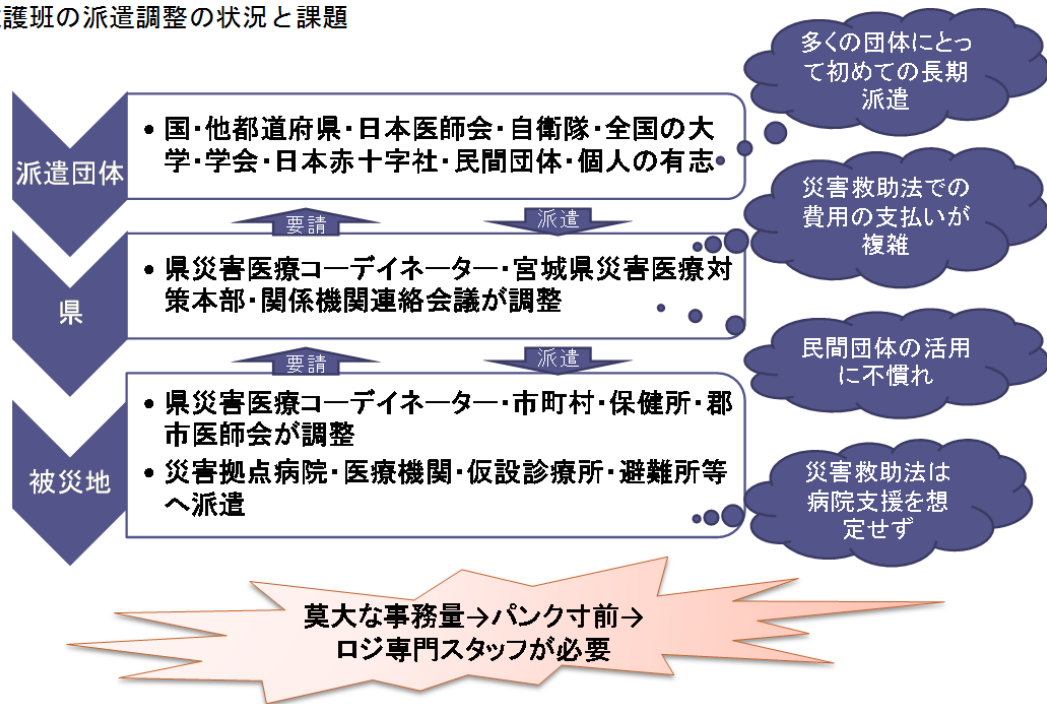 護班の派遣調整の状況と課題
多くの団体にとっ
て初めての長期
派遣
派遣団体
• 国・他都道府県・日本医師会・自衛隊・全国の大
学・学会・日本赤十字社・民間団体・個人の有志
災害救助法での
費用の支払いが
複雑
要請
派遣
県
• 県災害医療コーデイネーター・宮城県災害医療対
策本部・関係機関連絡会議が調整
民間団体の活用
に不慣れ
要請
派遣
被災地
• 県災害医療コーデイネーター・市町村・保健所・郡
市医師会が調整
• 災害拠点病院・医療機関・仮設診療所・避難所等
へ派遣
災害救助法は
病院支援を想
定せず
莫大な事務量→パンク寸前→
ロジ専門スタッフが必要